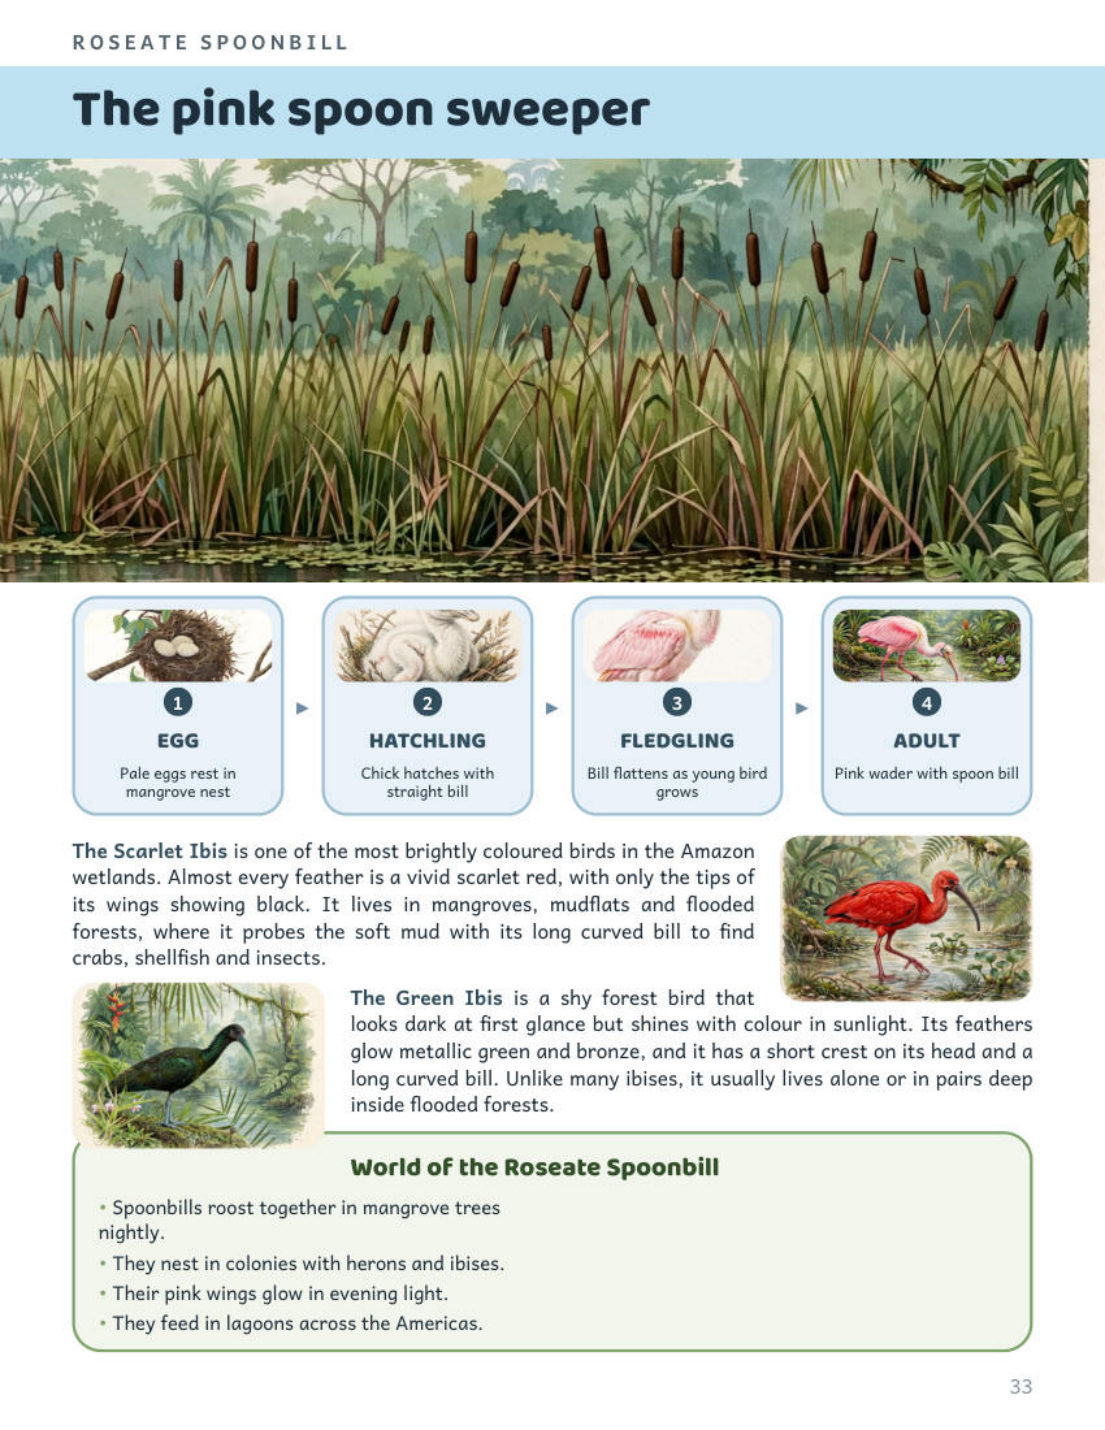 ROSEATE SPOONBILL
The pink spoon sweeper
1
EGG
Pale eggs rest in
mangrove nest
2
HATCHLING
Chick hatches with
straight bill
3
FLEDGLING
Bill flattens as young bird
grows
4
ADULT
Pink wader with spoon bill
The Scarlet Ibis is one of the most brightly coloured birds in the Amazon
wetlands. Almost every feather is a vivid scarlet red, with only the tips of
its wings showing black. It lives in mangroves, mudflats and flooded
forests, where it probes the soft mud with its long curved bill to find
crabs, shellfish and insects.
The Green Ibis is a shy forest bird that
looks dark at first glance but shines with colour in sunlight. Its feathers
glow metallic green and bronze, and it has a short crest on its head and a
long curved bill. Unlike many ibises, it usually lives alone or in pairs deep
inside flooded forests.
World of the Roseate Spoonbill
• Spoonbills roost together in mangrove trees
nightly.
• They nest in colonies with herons and ibises.
• Their pink wings glow in evening light.
• They feed in lagoons across the Americas.
33